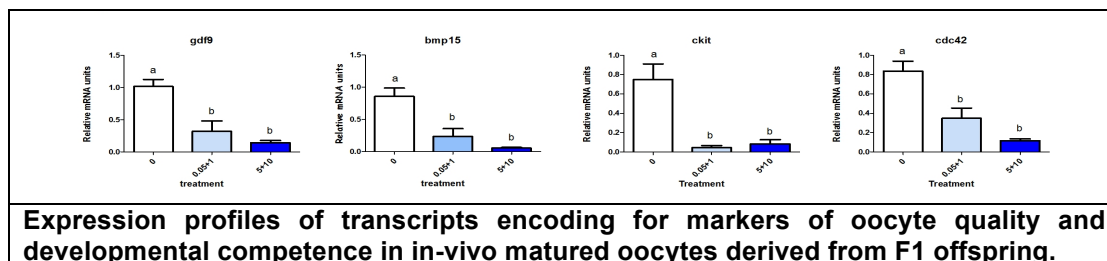 gdf9
Relative mRNA units
1.5
1.0
0.5
0.0
a
b
b
0
0.05+1
5+10
treatment
bmp15
Relative mRNA units
1.5
1.0
0.5
0.0
a
b
b
0
0.05+1
5+10
treatment
ckit
Relative mRNA units
1.0
0.8
0.6
0.4
0.2
0.0
a
b
b
0
0.05+1
5+10
Treatment
cdc42
Relative mRNA units
1.0
0.8
0.6
0.4
0.2
0.0
a
b
b
0
0.05+1
5+10
Treatment
Expression profiles of transcripts encoding for markers of oocyte quality and
developmental competence in in-vivo matured oocytes derived from F1 offspring.